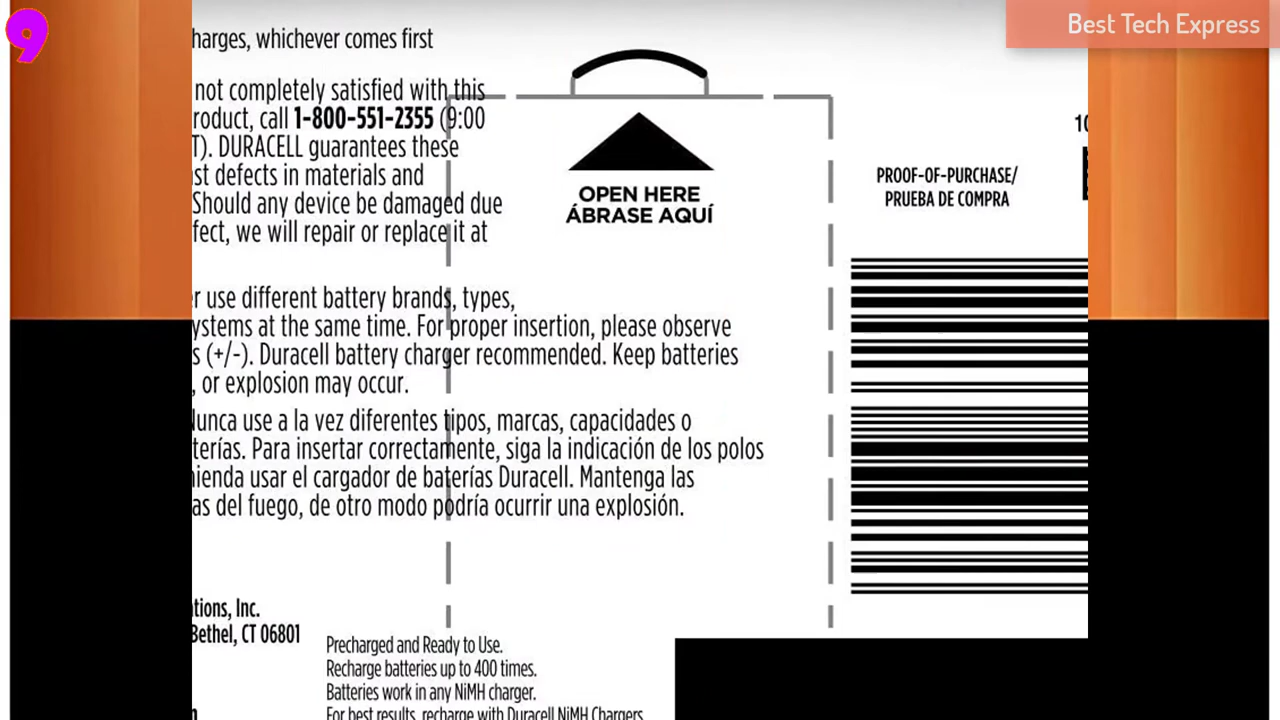 9
Best Tech Express
harges, whichever comes first
not completely satisfied with this
roduct, call 1-800-551-2355 (9:00
T). DURACELL guarantees these
st defects in materials and
Should any device be damaged due
fect, we will repair or replace it at
OPEN HERE
ÁBRASE AQUÍ
10
PROOF-OF-PURCHASE/
PRUEBA DE COMPRA
r use different battery brands, types,
ystems at the same time. For proper insertion, please observe
s (+/-). Duracell battery charger recommended. Keep batteries
, or explosion may occur.
unca use a la vez diferentes tipos, marcas, capacidades o
terías. Para insertar correctamente, siga la indicación de los polos
ienda usar el cargador de baterías Duracell. Mantenga las
as del fuego, de otro modo podría ocurrir una explosión.
tions, Inc.
Bethel, CT 06801
Precharged and Ready to Use.
Recharge batteries up to 400 times.
Batteries work in any NiMH charger.
For best results, recharge with Duracell NiMH Chargers